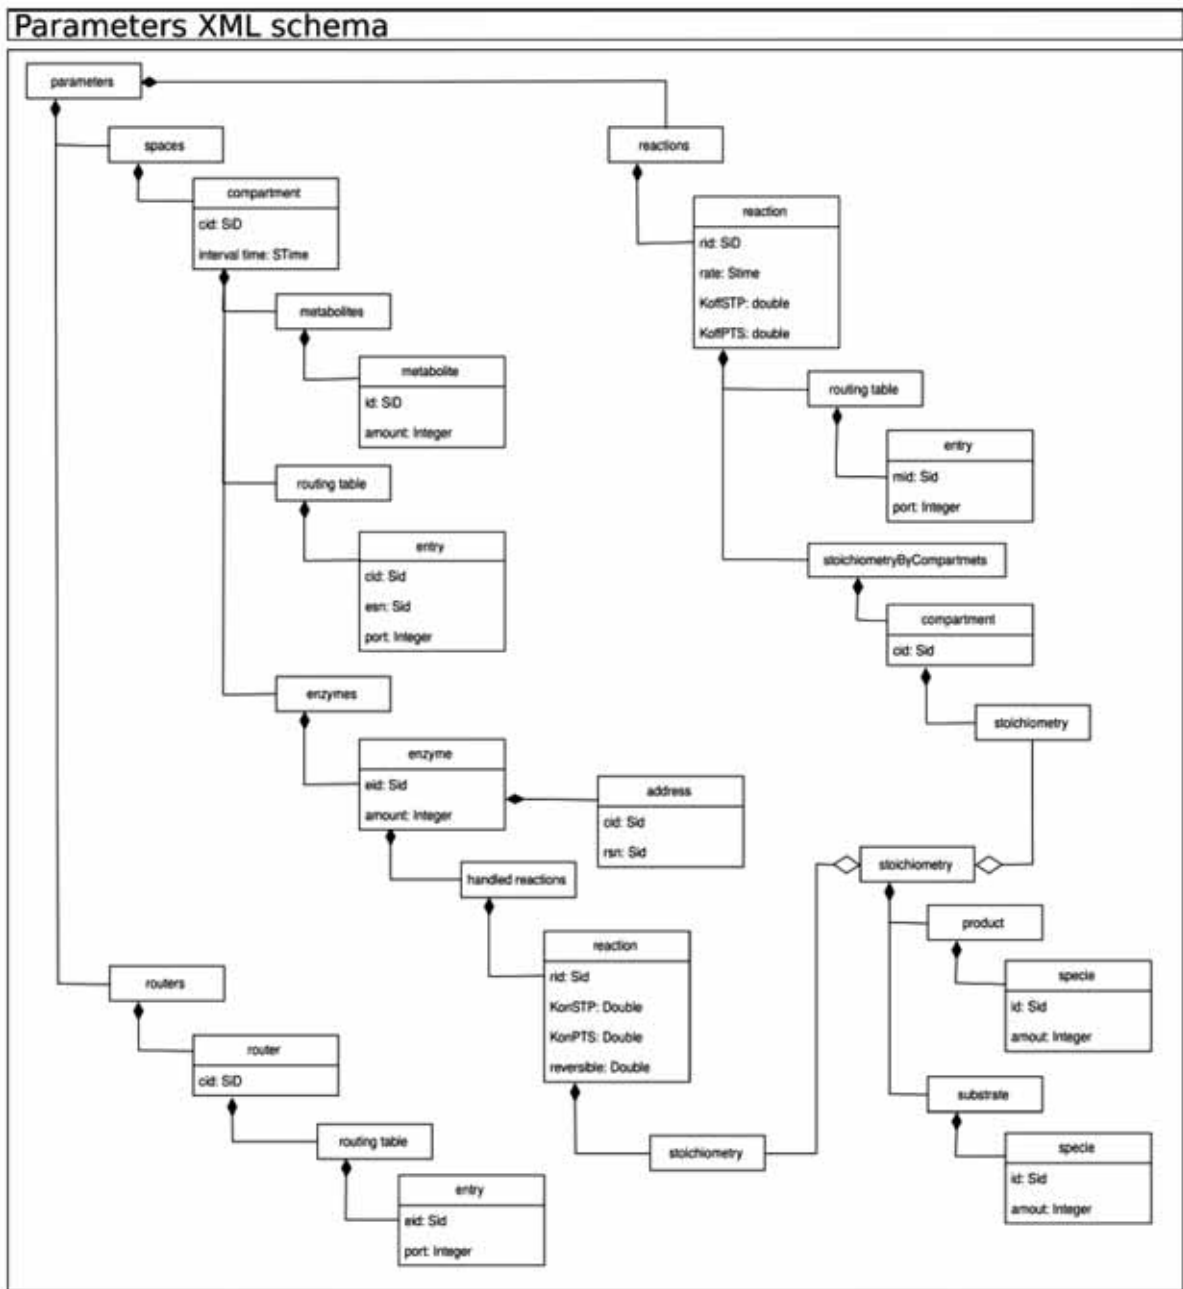 Parameters XML schema
parameters
spaces
compartment
cid: SiD
interval time: STime
metabolites
metabolite
id: SiD
amount: Integer
routing table
entry
cid: Sid
esn: Sid
port: Integer
enzymes
enzyme
eid: Sid
amount: Integer
address
cid: Sid
rsn: Sid
handled reactions
reaction
rid: Sid
KonSTP: Double
KonPTS: Double
reversible: Double
stoichiometry
routers
router
cid: SiD
routing table
entry
eid: Sid
port: Integer
reactions
reaction
rid: SiD
rate: Stime
KoffSTP: double
KoffPTS: double
routing table
entry
mid: Sid
port: Integer
stoichiometryByCompartmets
compartment
cid: Sid
stoichiometry
stoichiometry
product
specie
id: Sid
amout: Integer
substrate
specie
id: Sid
amout: Integer